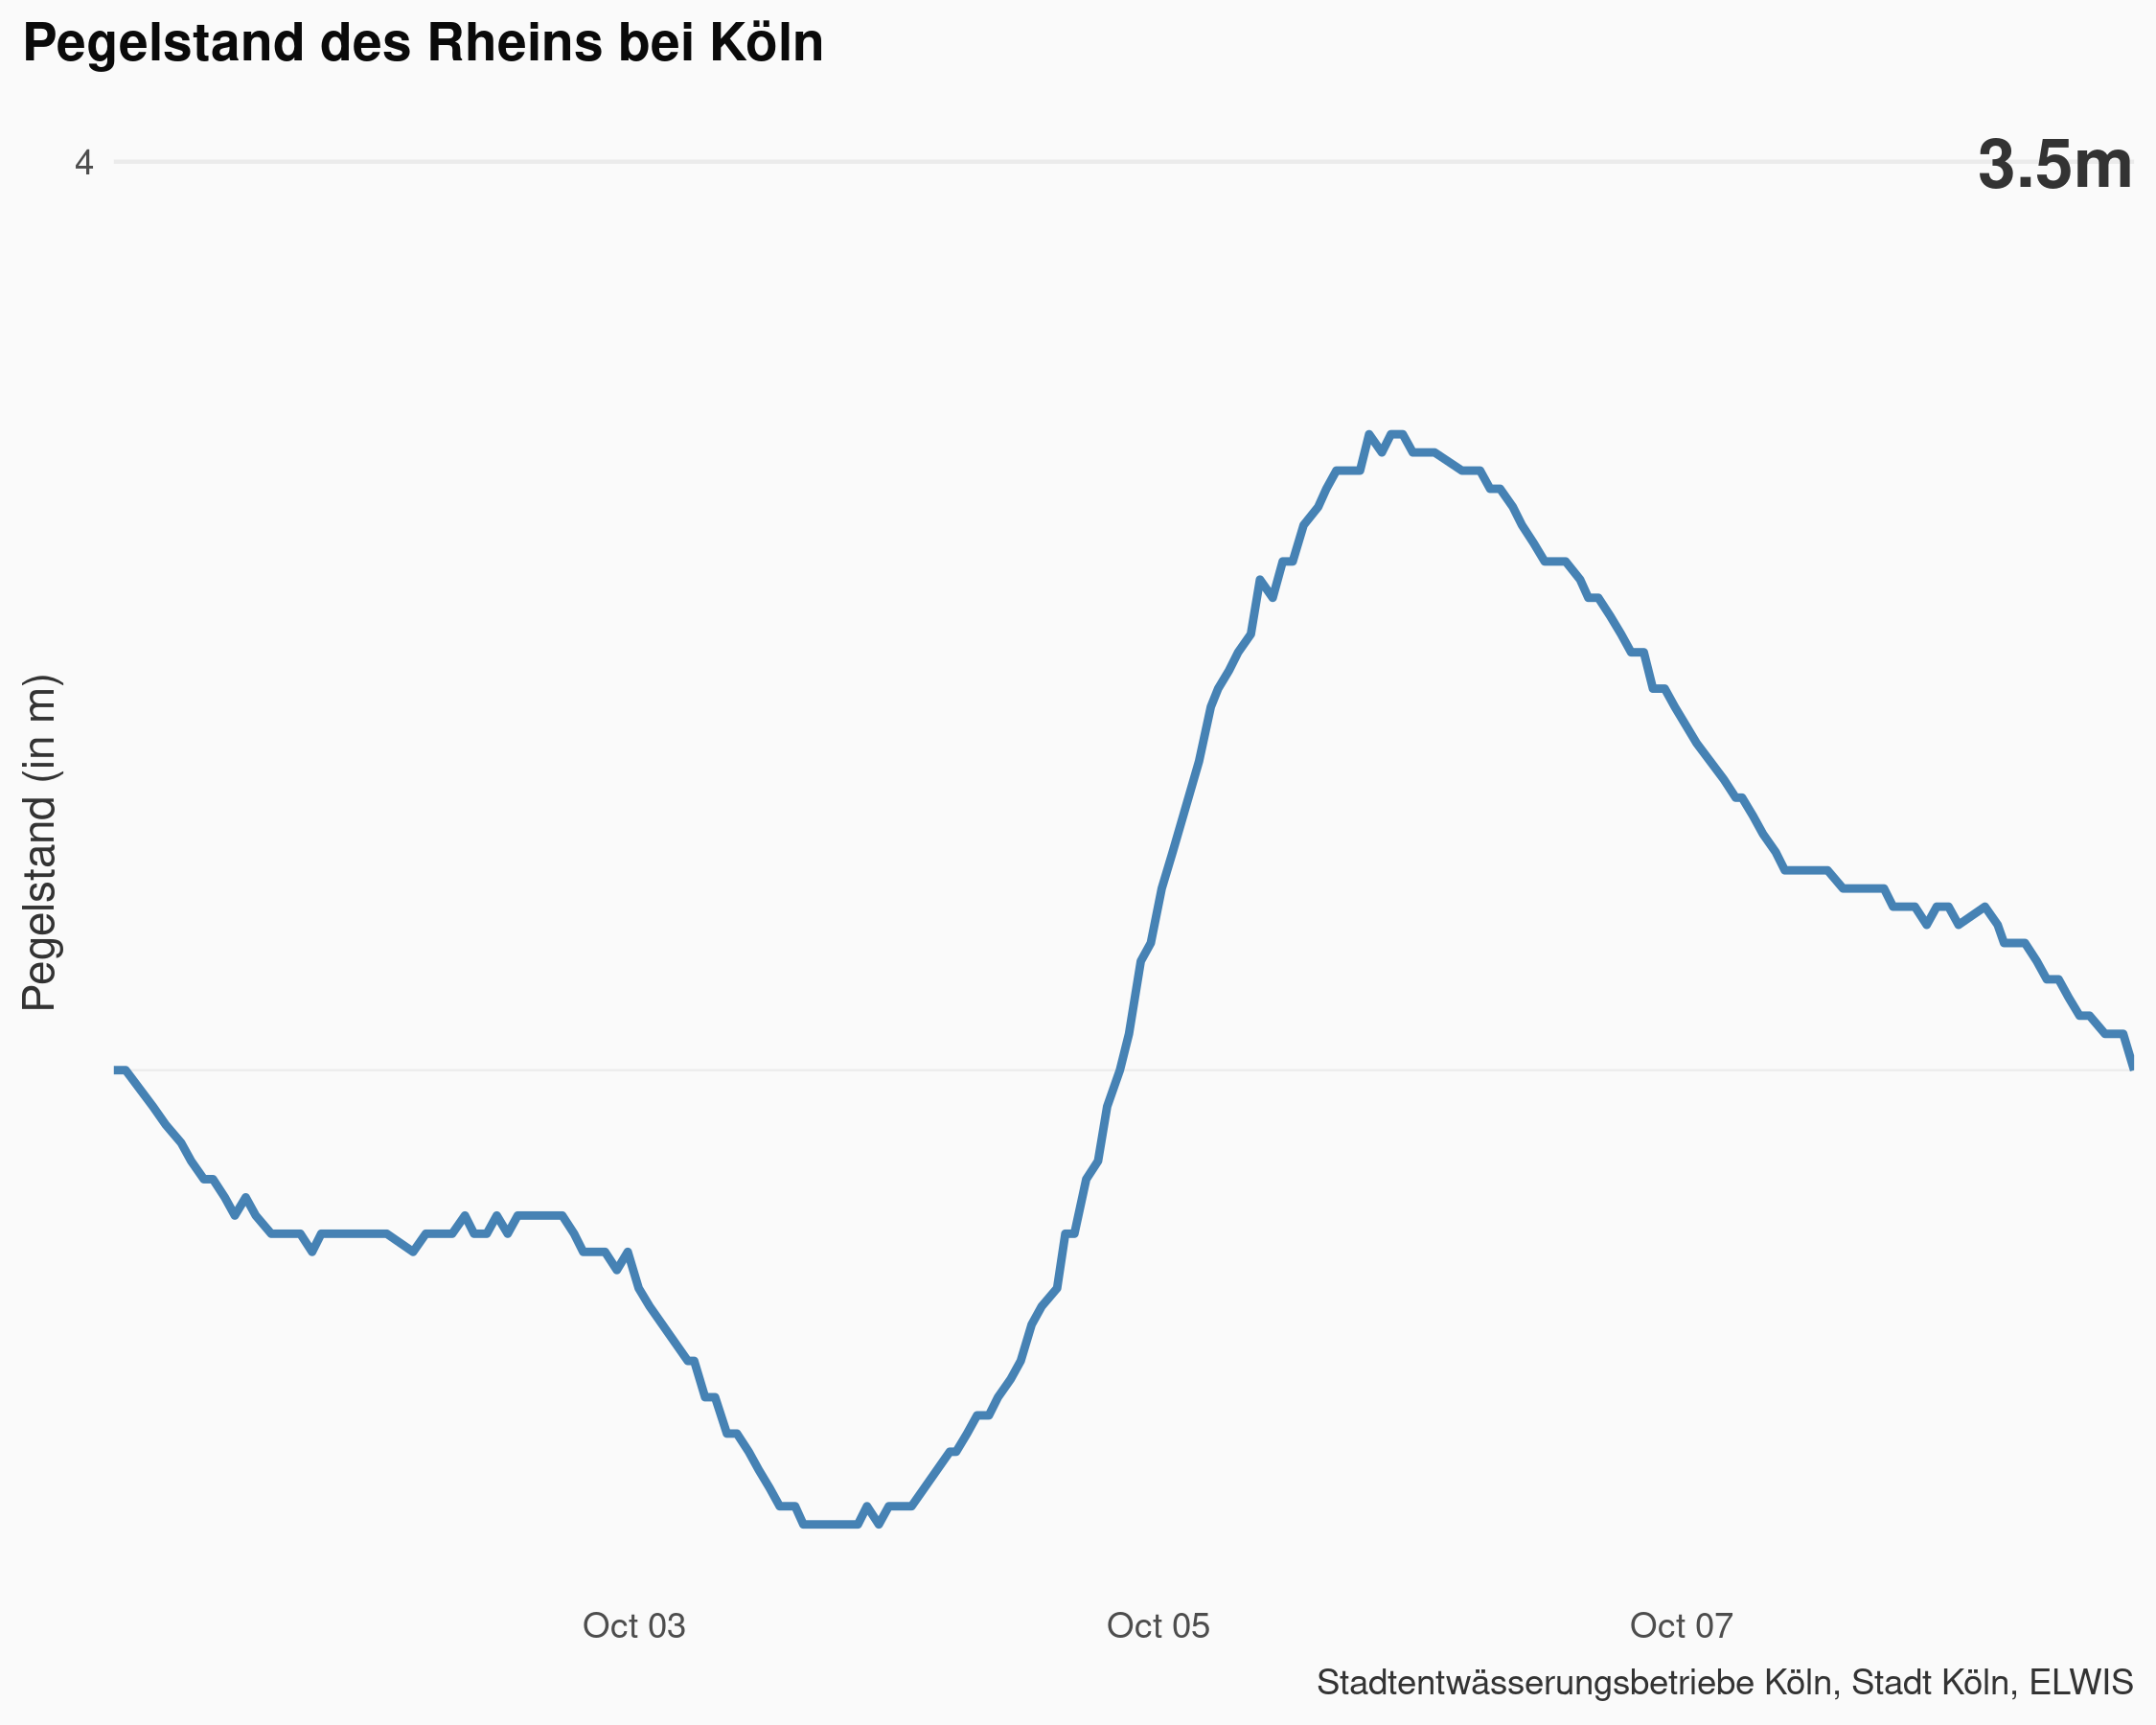 Pegelstand des Rheins bei Köln
4
3.5m
Pegelstand (in m)
Oct 03
Oct 05
Oct 07
Stadtentwässerungsbetriebe Köln, Stadt Köln, ELWIS